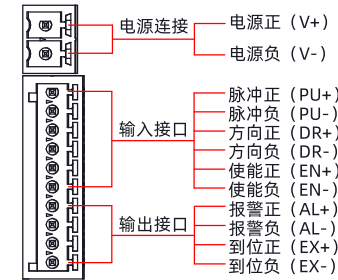 电源连接
电源正（V+）
电源负（V-）
输入接口
脉冲正（PU+）
脉冲负（PU-）
方向正（DR+）
方向负（DR-）
使能正（EN+）
使能负（EN-）
输出接口
报警正（AL+）
报警负（AL-）
到位正（EX+）
到位负（EX-）